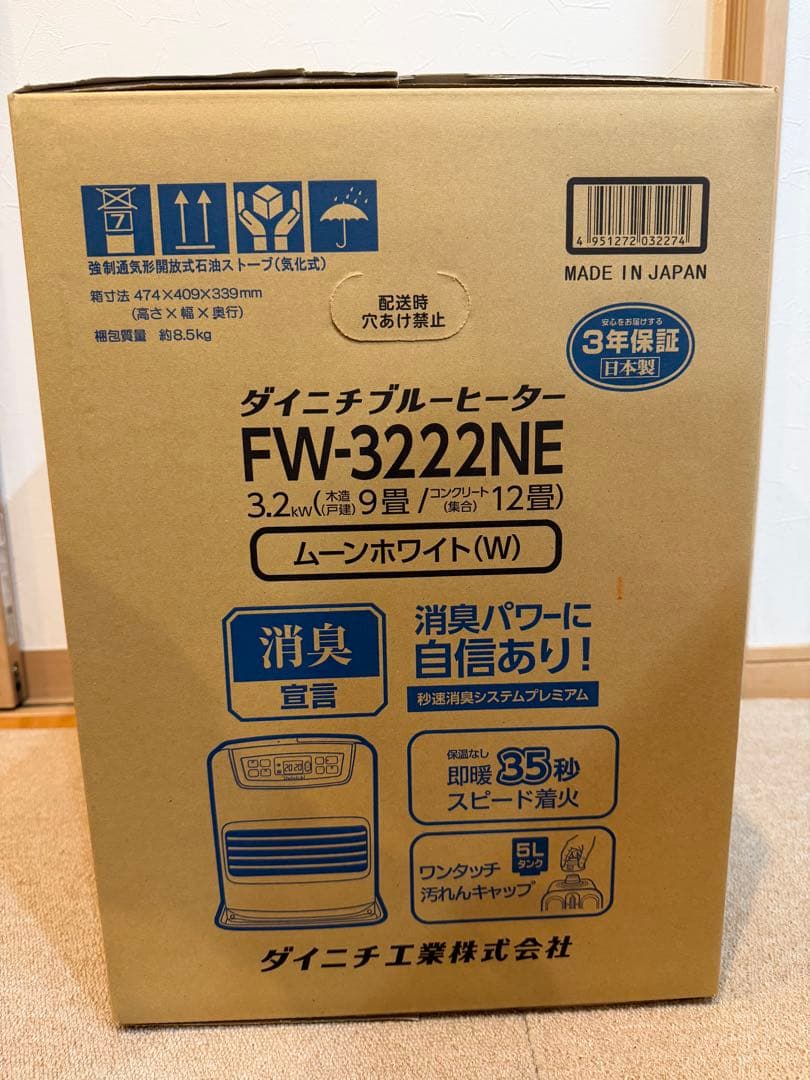 7
強制通気形開放式石油ストーブ(気化式)
箱寸法 474×409×339mm
(高さ×幅×奥行)
梱包質量 約8.5kg
4 951272 032274
MADE IN JAPAN
配送時
穴あけ禁止
安心をお届けする
3年保証
日本製
ダイニチブルーヒーター
FW-3222NE
3.2kW(木造(戸建)9畳/コンクリート(集合)12畳)
ムーンホワイト(W)
消臭
宣言
消臭パワーに
自信あり!
秒速消臭システムプレミアム
20 20
保温なし
即暖35秒
スピード着火
5L
タンク
ワンタッチ
汚れんキャップ
ダイニチ工業株式会社